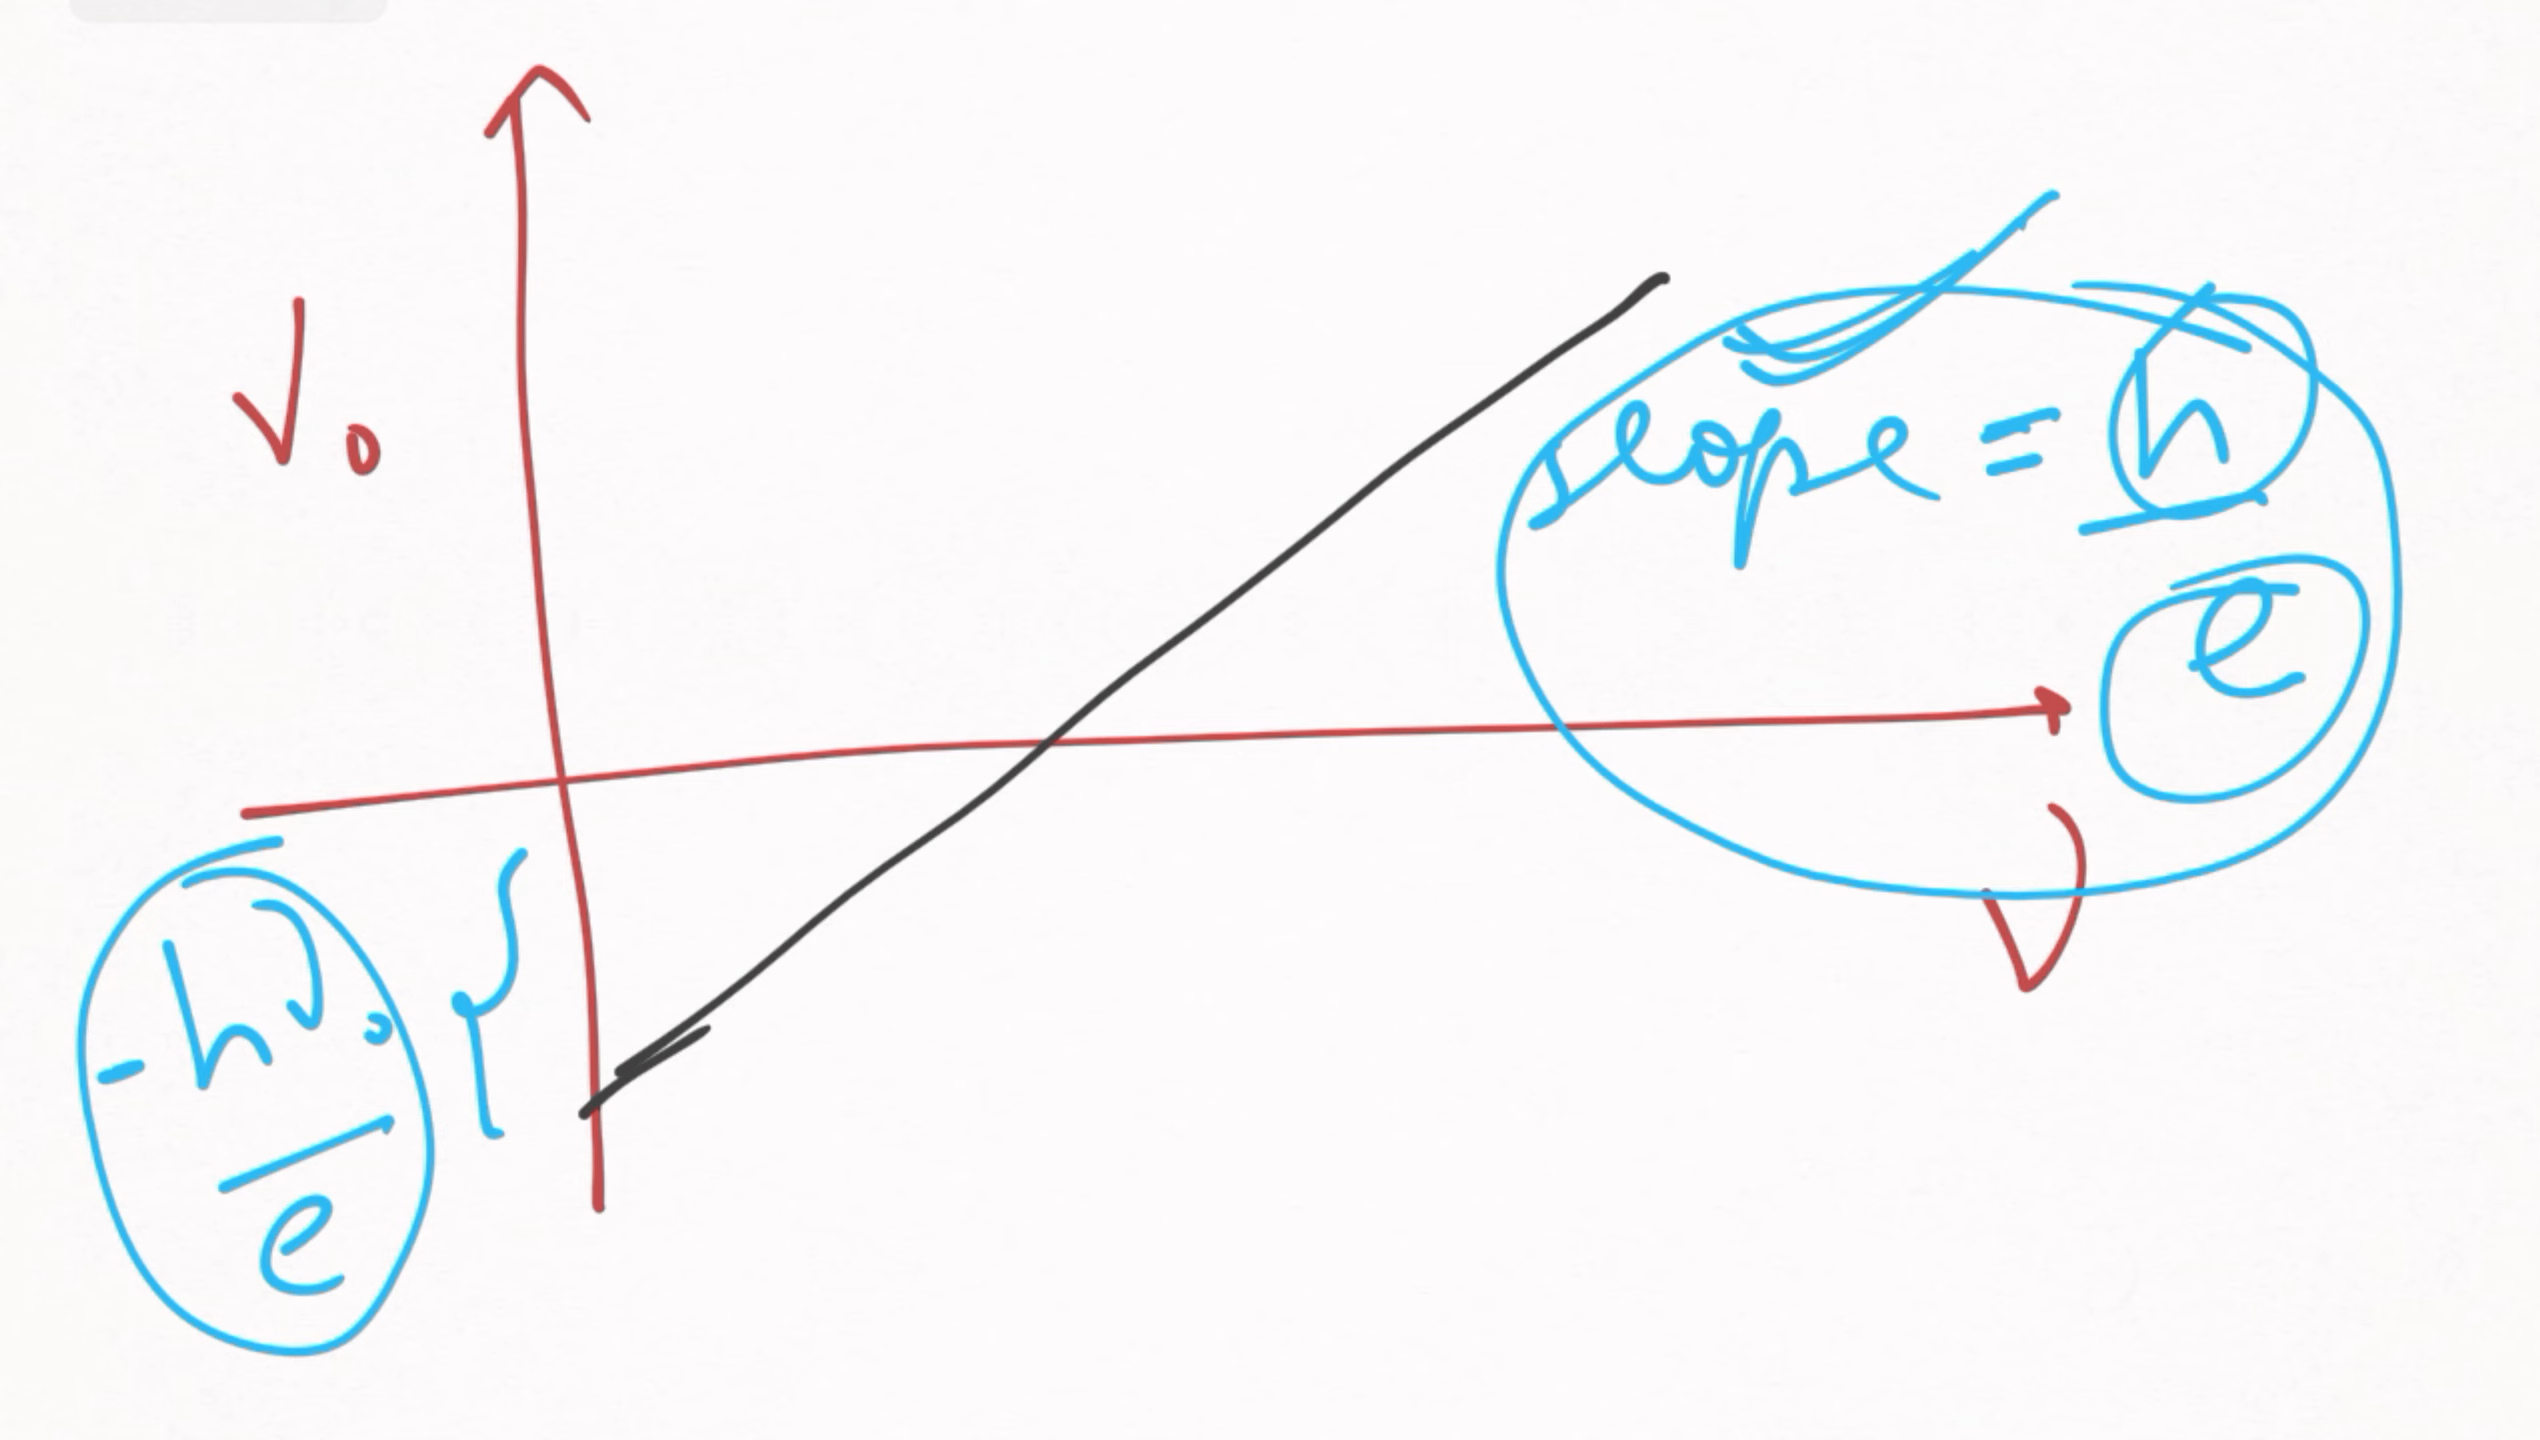 V₀
slope = h
e
ν
-hν₀
e